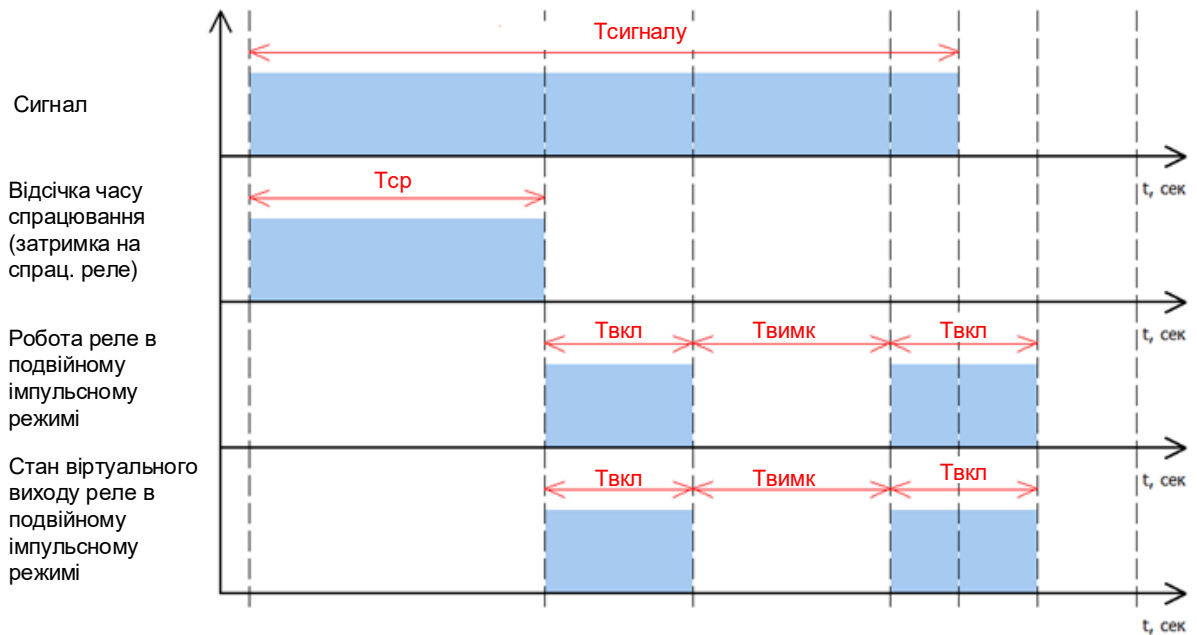 Тсигналу
Сигнал
t, сек
Відсічка часу
спрацювання
(затримка на
спрац. реле)
Тср
t, сек
Робота реле в
подвійному
імпульсному
режимі
Твкл
Твимк
Твкл
t, сек
Стан віртуального
виходу реле в
подвійному
імпульсному
режимі
Твкл
Твимк
Твкл
t, сек